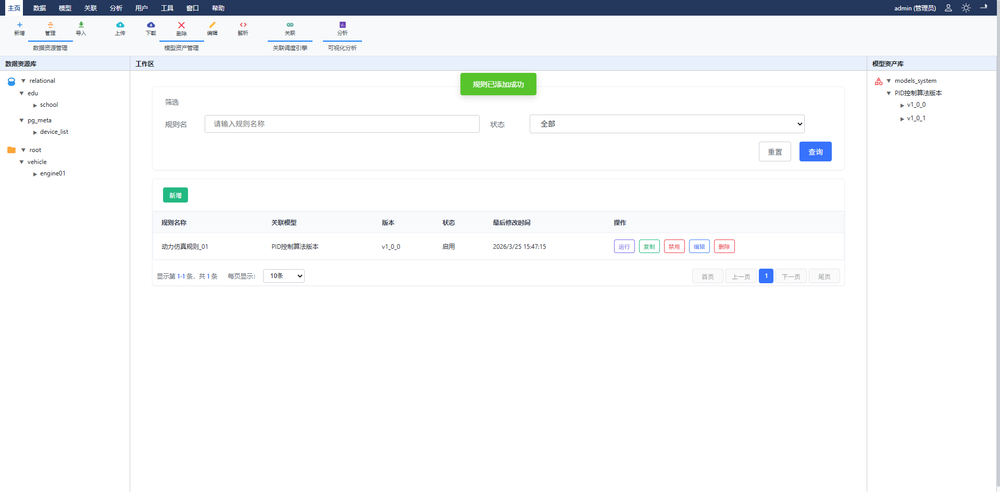 主页 数据 模型 关联 分析 用户 工具 窗口 帮助 admin (管理员)
新增 管理 导入 上传 下载 删除 编辑 解析 关联 分析
数据资源管理 模型资产管理 关联调度引擎 可视化分析
数据资源库 工作区 模型资产库
规则已添加成功
relational
edu
school
pg_meta
device_list
root
vehicle
engine01
筛选
规则名 请输入规则名称 状态 全部
重置 查询
新增
规则名称 关联模型 版本 状态 最后修改时间 操作
动力仿真规则_01 PID控制算法版本 v1_0_0 启用 2026/3/25 15:47:15 运行 复制 禁用 编辑 删除
显示第 1-1 条，共 1 条 每页显示： 10条 首页 上一页 1 下一页 尾页
models_system
PID控制算法版本
v1_0_0
v1_0_1